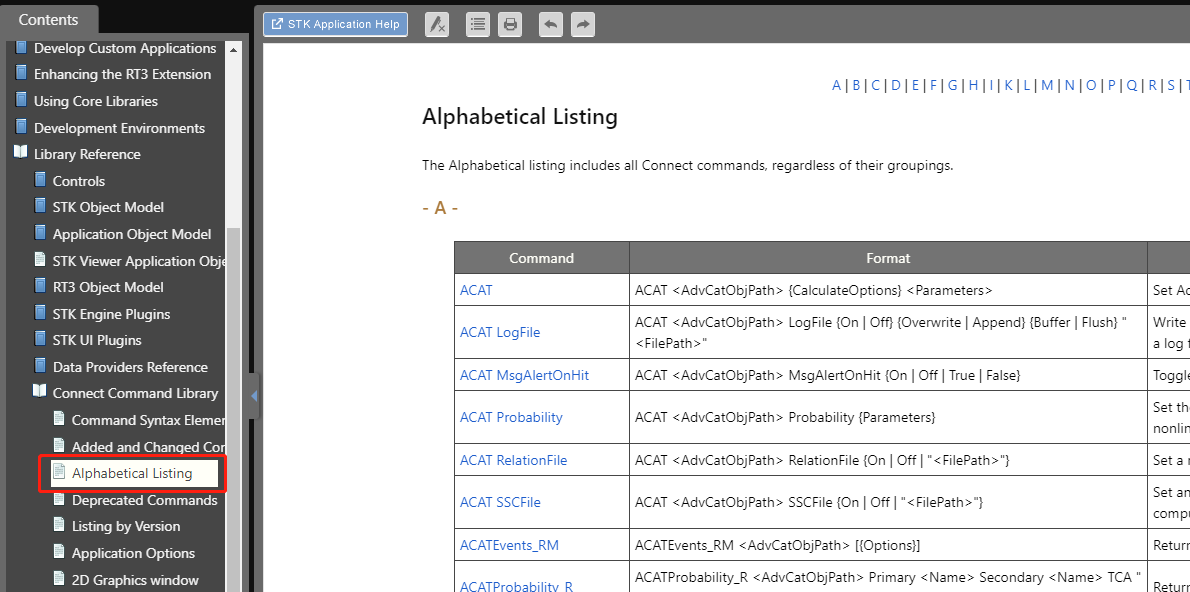 Contents
STK Application Help
Develop Custom Applications
Enhancing the RT3 Extension
Using Core Libraries
Development Environments
Library Reference
Controls
STK Object Model
Application Object Model
STK Viewer Application Obje
RT3 Object Model
STK Engine Plugins
STK UI Plugins
Data Providers Reference
Connect Command Library
Command Syntax Elemen
Added and Changed Con
Alphabetical Listing
Deprecated Commands
Listing by Version
Application Options
2D Graphics window
A | B | C | D | E | F | G | H | I | K | L | M | N | O | P | Q | R | S | T
Alphabetical Listing
The Alphabetical listing includes all Connect commands, regardless of their groupings.
- A -
Command Format
ACAT ACAT <AdvCatObjPath> {CalculateOptions} <Parameters> Set Ad
ACAT LogFile ACAT <AdvCatObjPath> LogFile {On | Off} {Overwrite | Append} {Buffer | Flush} " Write
<FilePath>" a log f
ACAT MsgAlertOnHit ACAT <AdvCatObjPath> MsgAlertOnHit {On | Off | True | False} Toggle
ACAT Probability ACAT <AdvCatObjPath> Probability {Parameters} Set the
nonlin
ACAT RelationFile ACAT <AdvCatObjPath> RelationFile {On | Off | "<FilePath>"} Set a r
ACAT SSCFile ACAT <AdvCatObjPath> SSCFile {On | Off | "<FilePath>"} Set an
compu
ACATEvents_RM ACATEvents_RM <AdvCatObjPath> [{Options}] Return
ACATProbability_R ACATProbability_R <AdvCatObjPath> Primary <Name> Secondary <Name> TCA " Return